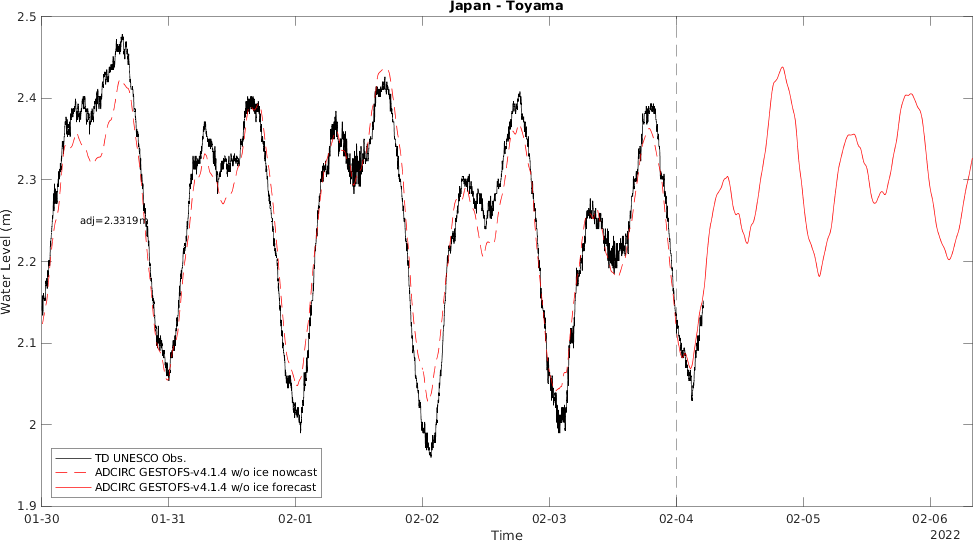 Japan - Toyama
2.5
2.4
2.3
2.2
2.1
2
1.9
Water Level (m)
adj=2.3319m
TD UNESCO Obs.
ADCIRC GESTOFS-v4.1.4 w/o ice nowcast
ADCIRC GESTOFS-v4.1.4 w/o ice forecast
01-30 01-31 02-01 02-02 02-03 02-04 02-05 02-06
Time
2022